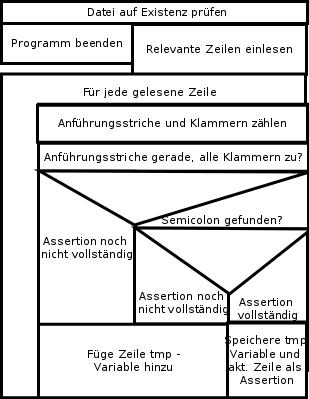 Datei auf Existenz prüfen
Programm beenden
Relevante Zeilen einlesen
Für jede gelesene Zeile
Anführungsstriche und Klammern zählen
Anführungsstriche gerade, alle Klammern zu?
Semicolon gefunden?
Assertion noch
nicht vollständig
Assertion noch
nicht vollständig
Assertion
vollständig
Füge Zeile tmp -
Variable hinzu
Speichere tmp
Variable und
akt. Zeile als
Assertion